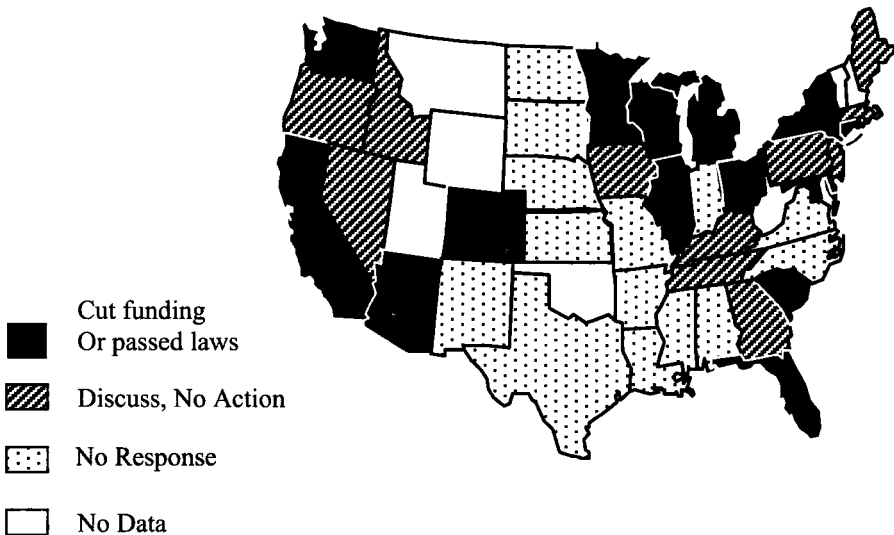 Cut funding
Or passed laws
Discuss, No Action
No Response
No Data